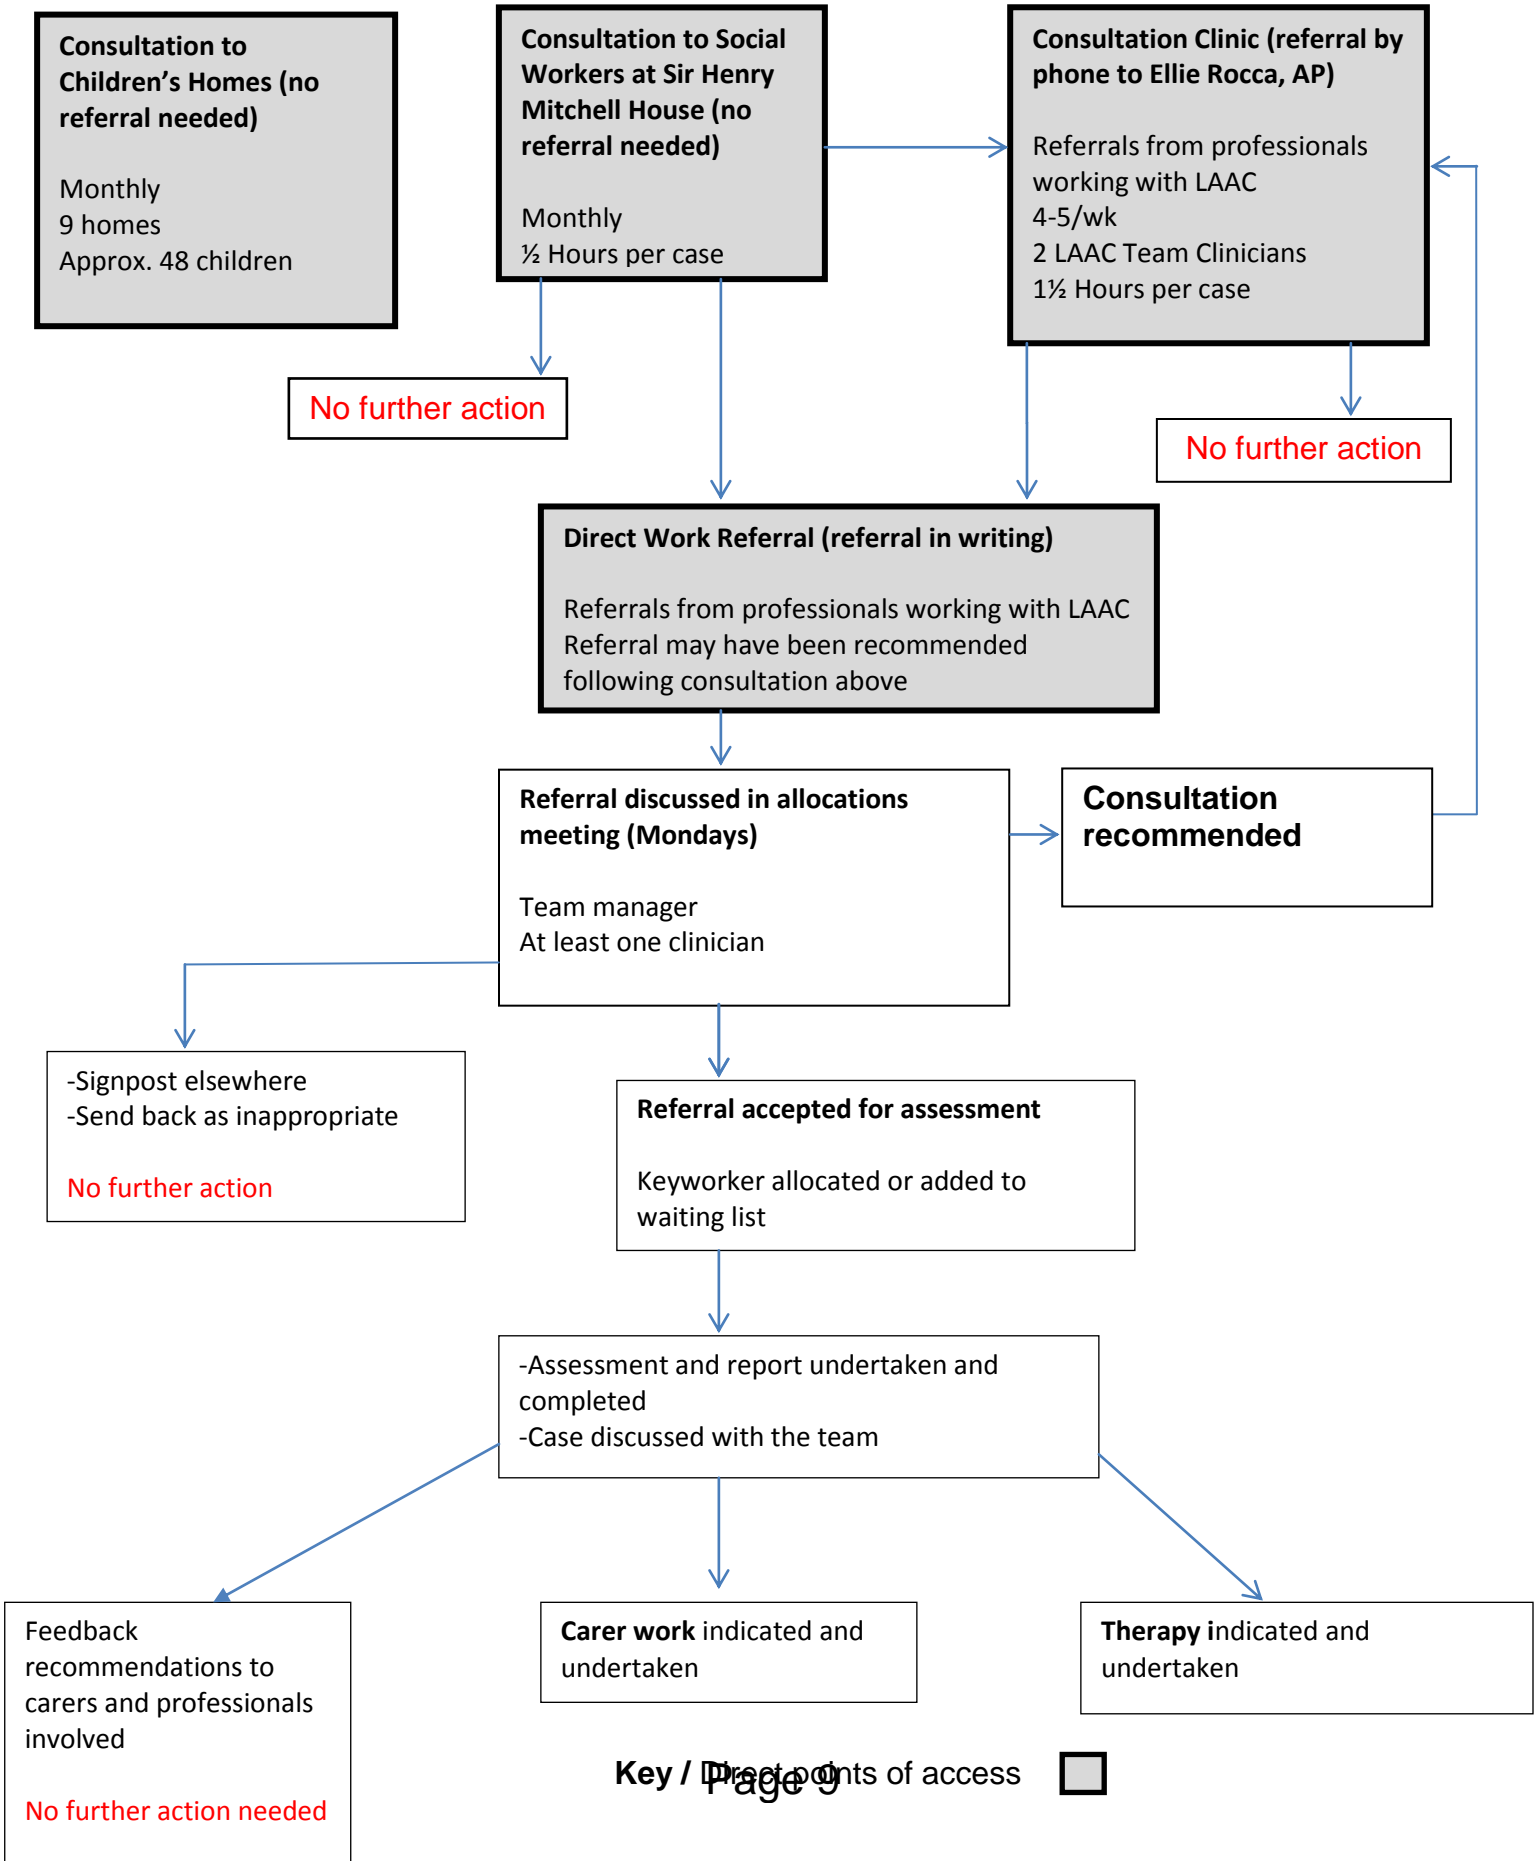 Consultation to
Children’s Homes (no
referral needed)
Monthly
9 homes
Approx. 48 children
Consultation to Social
Workers at Sir Henry
Mitchell House (no
referral needed)
Monthly
½ Hours per case
Consultation Clinic (referral by
phone to Ellie Rocca, AP)
Referrals from professionals
working with LAAC
4-5/wk
2 LAAC Team Clinicians
1½ Hours per case
No further action
No further action
Direct Work Referral (referral in writing)
Referrals from professionals working with LAAC
Referral may have been recommended
following consultation above
Referral discussed in allocations
meeting (Mondays)
Team manager
At least one clinician
Consultation
recommended
-Signpost elsewhere
-Send back as inappropriate
No further action
Referral accepted for assessment
Keyworker allocated or added to
waiting list
-Assessment and report undertaken and
completed
-Case discussed with the team
Feedback
recommendations to
carers and professionals
involved
No further action needed
Carer work indicated and
undertaken
Therapy indicated and
undertaken
Key / Direct points of access
Page 9